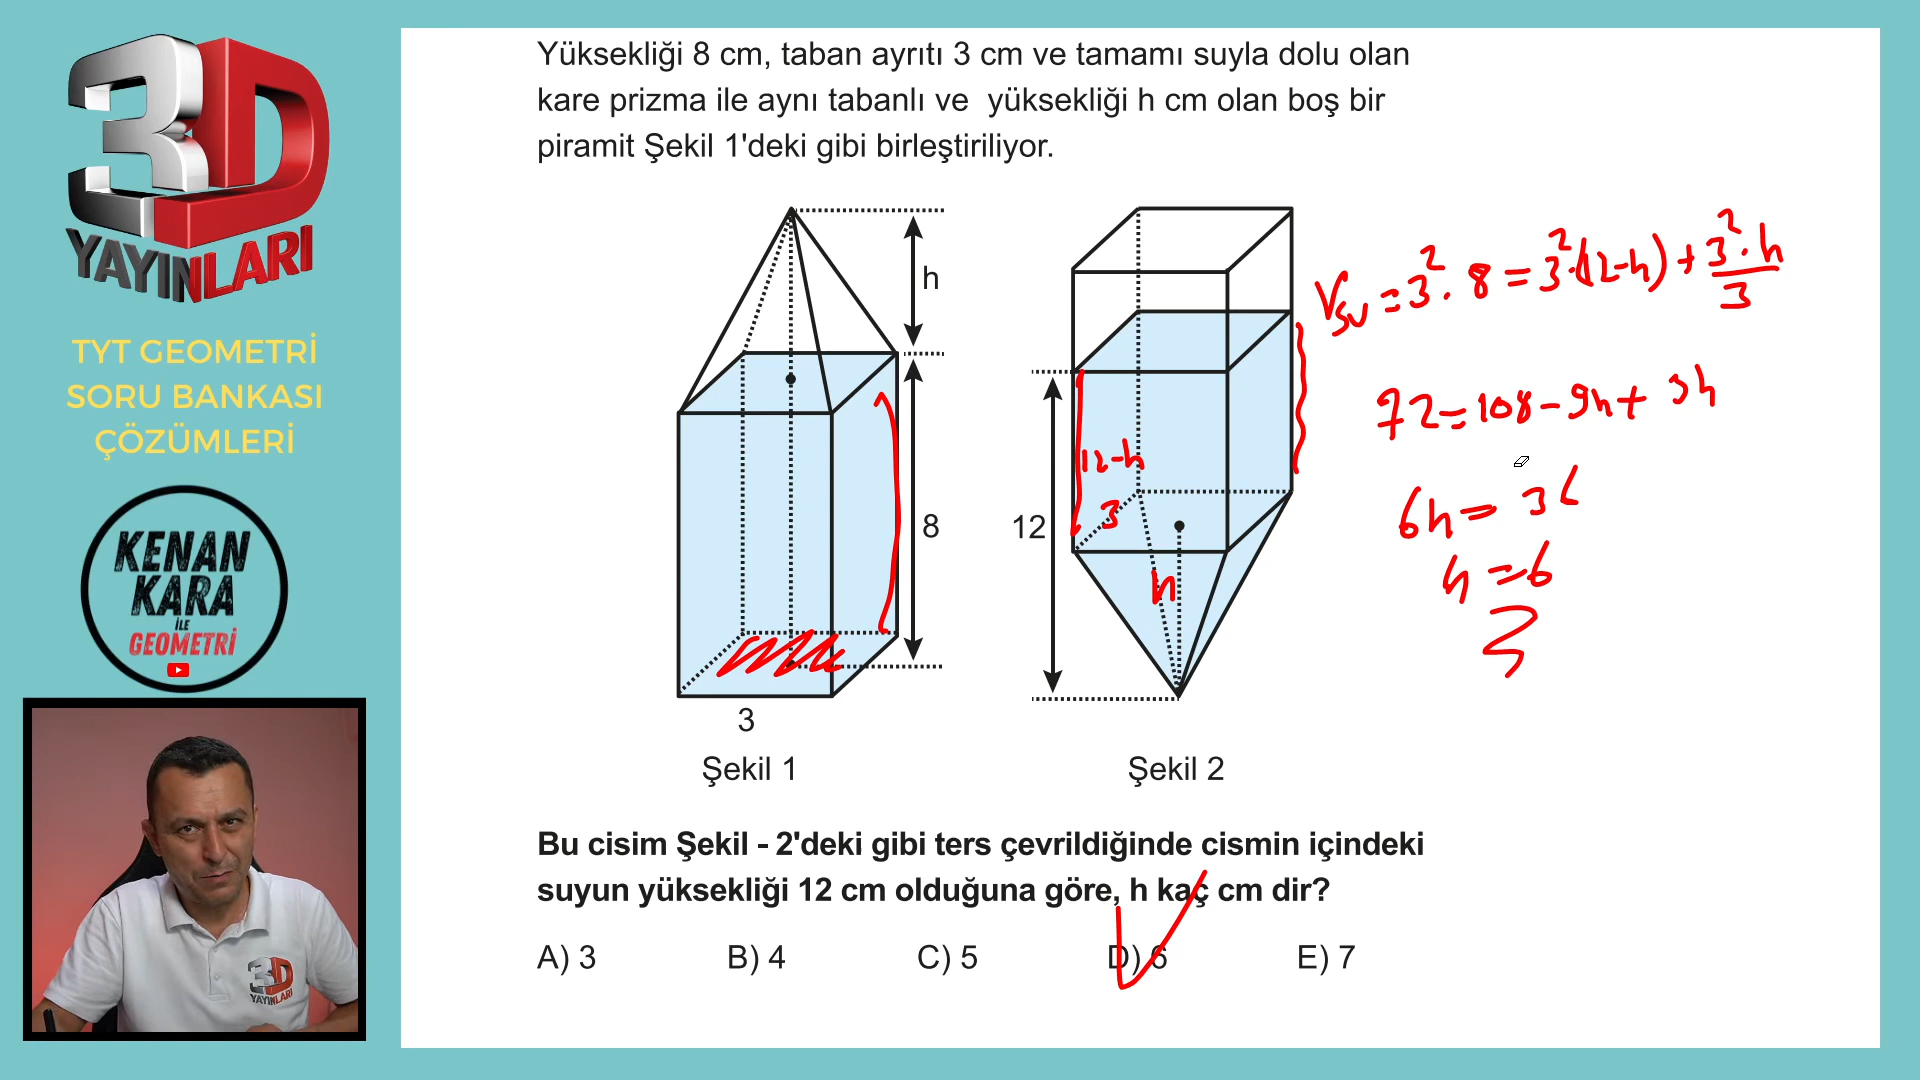 3D
YAYINLARI
TYT GEOMETRİ
SORU BANKASI
ÇÖZÜMLERİ
KENAN
KARA
İLE
GEOMETRİ
3D
YAYINLARI
Yüksekliği 8 cm, taban ayrıtı 3 cm ve tamamı suyla dolu olan
kare prizma ile aynı tabanlı ve yüksekliği h cm olan boş bir
piramit Şekil 1'deki gibi birleştiriliyor.
h
8
3
Şekil 1
12
12-h
3
h
Şekil 2
Vsu = 3² . 8 = 3² . (12-h) + 3² . h / 3
72 = 108 - 9h + 3h
6h = 36
h = 6
Bu cisim Şekil - 2'deki gibi ters çevrildiğinde cismin içindeki
suyun yüksekliği 12 cm olduğuna göre, h kaç cm dir?
A) 3 B) 4 C) 5 D) 6 E) 7